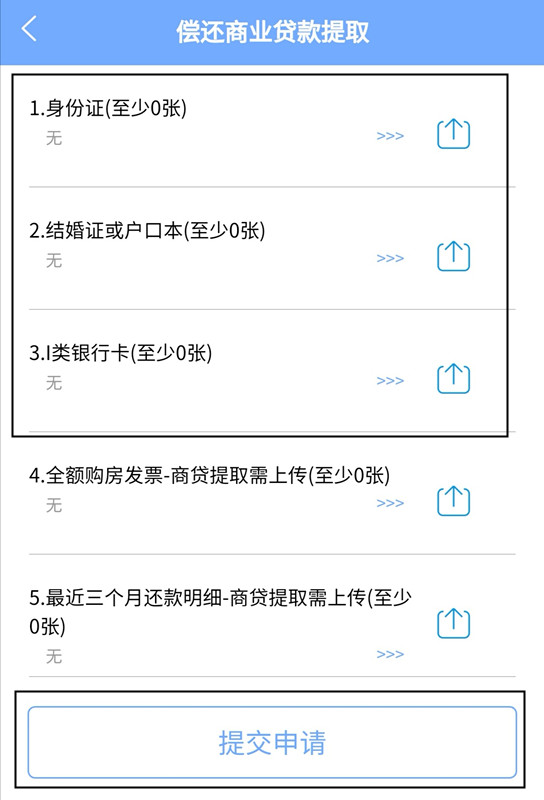 偿还商业贷款提取
1.身份证(至少0张)
无
>>>
2.结婚证或户口本(至少0张)
无
>>>
3.I类银行卡(至少0张)
无
>>>
4.全额购房发票-商贷提取需上传(至少0张)
无
>>>
5.最近三个月还款明细-商贷提取需上传(至少
0张)
无
>>>
提交申请